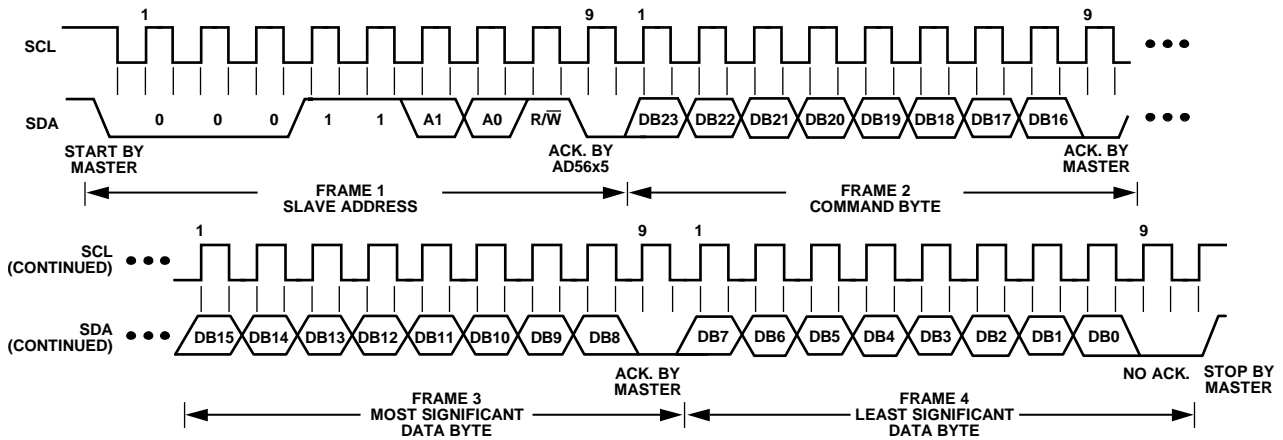 1 9 1 9
SCL
SDA
0 0 0 1 1 A1 A0 R/W̅ DB23 DB22 DB21 DB20 DB19 DB18 DB17 DB16
START BY
MASTER
ACK. BY
AD56x5
ACK. BY
MASTER
FRAME 1
SLAVE ADDRESS
FRAME 2
COMMAND BYTE
1 9 1 9
SCL
(CONTINUED)
SDA
(CONTINUED)
DB15 DB14 DB13 DB12 DB11 DB10 DB9 DB8 DB7 DB6 DB5 DB4 DB3 DB2 DB1 DB0
ACK. BY
MASTER
NO ACK.
STOP BY
MASTER
FRAME 3
MOST SIGNIFICANT
DATA BYTE
FRAME 4
LEAST SIGNIFICANT
DATA BYTE